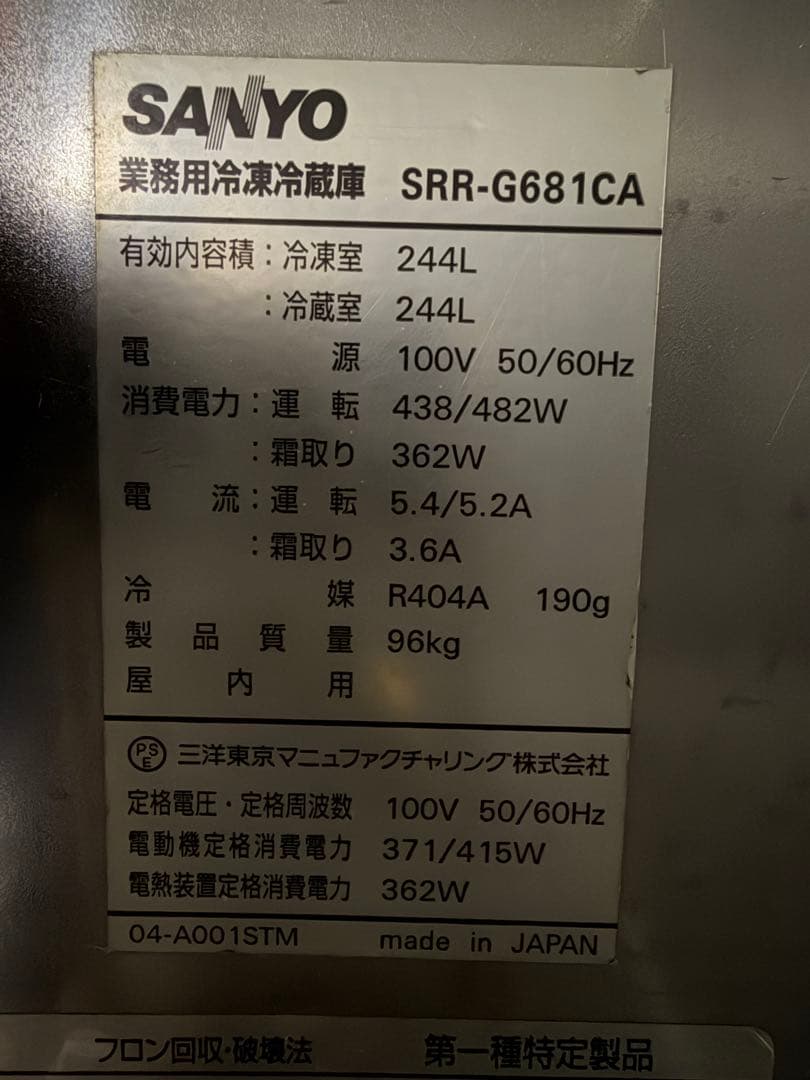 SANYO
業務用冷凍冷蔵庫 SRR-G681CA
有効内容積:冷凍室 244L
:冷蔵室 244L
電源 100V 50/60Hz
消費電力:運転 438/482W
:霜取り 362W
電流:運転 5.4/5.2A
:霜取り 3.6A
冷媒 R404A 190g
製品質量 96kg
屋内用
PSE 三洋東京マニュファクチャリング株式会社
定格電圧・定格周波数 100V 50/60Hz
電動機定格消費電力 371/415W
電熱装置定格消費電力 362W
04-A001STM made in JAPAN
フロン回収・破壊法 第一種特定製品